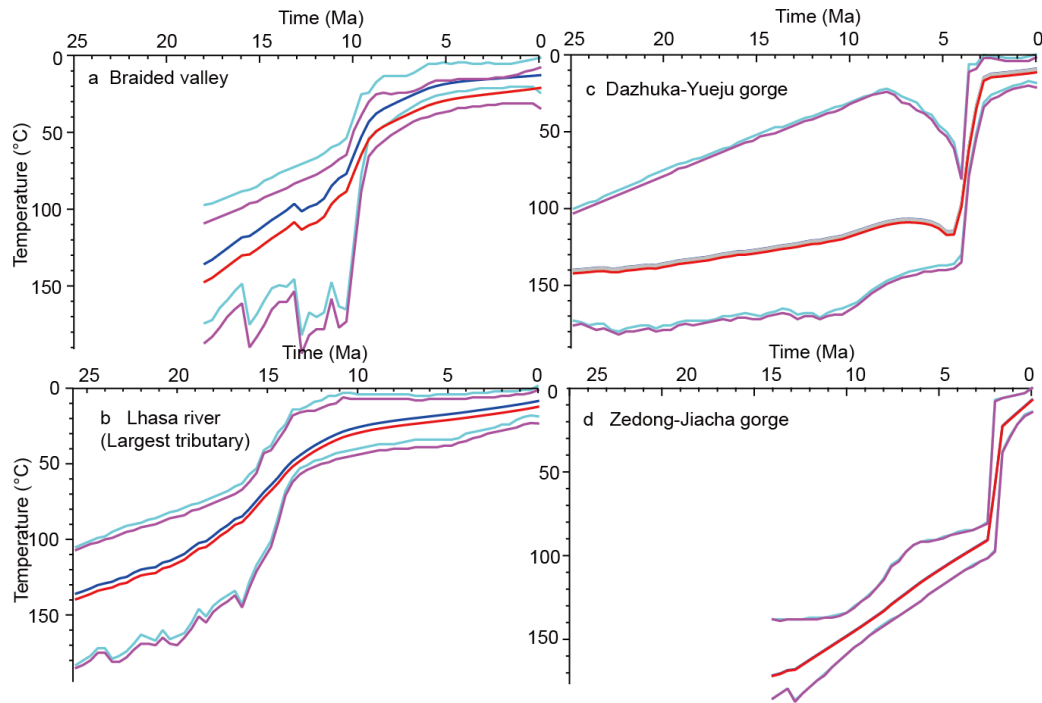 Time (Ma)
25 20 15 10 5 0
0
50
100
150
Temperature (°C)
a Braided valley
Time (Ma)
25 20 15 10 5 0
0
50
100
150
c Dazhuka-Yueju gorge
Time (Ma)
25 20 15 10 5 0
0
50
100
150
Temperature (°C)
b Lhasa river
(Largest tributary)
Time (Ma)
25 20 15 10 5 0
0
50
100
150
d Zedong-Jiacha gorge